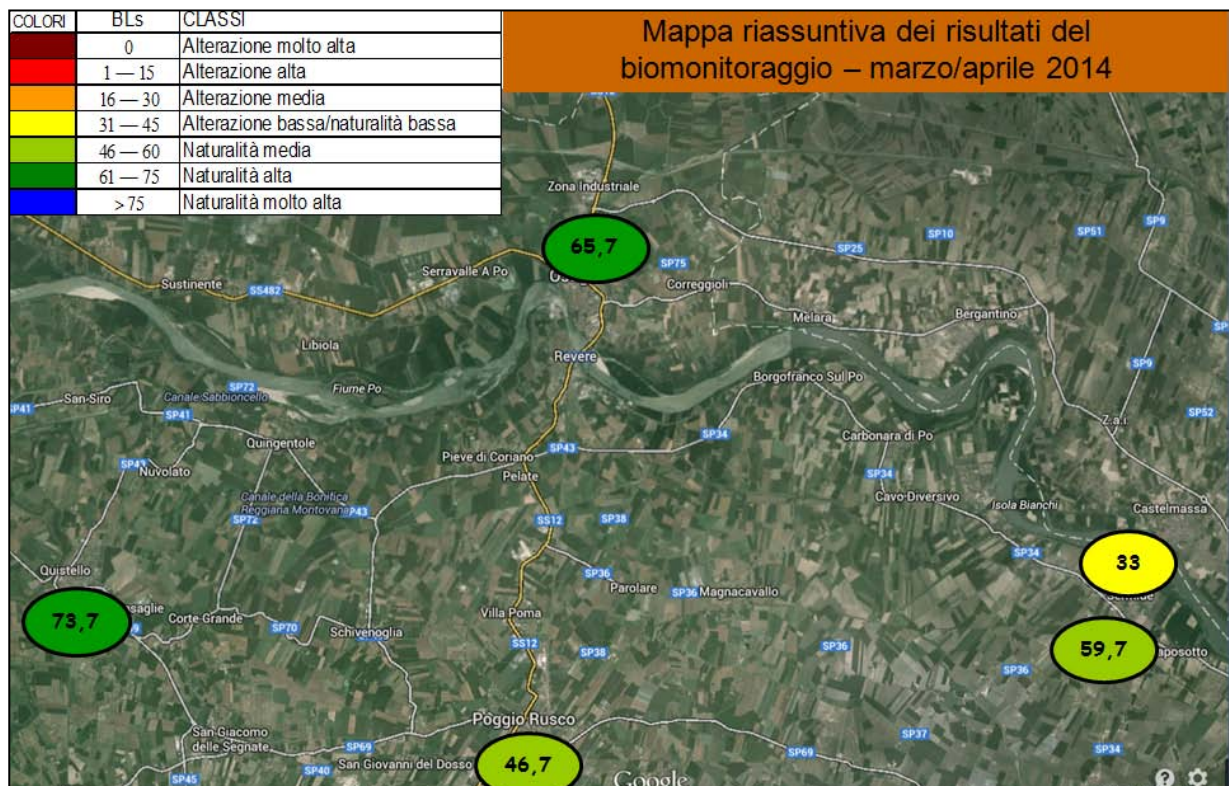 COLORI BLs CLASSI
0 Alterazione molto alta
1 — 15 Alterazione alta
16 — 30 Alterazione media
31 — 45 Alterazione bassa/naturalità bassa
46 — 60 Naturalità media
61 — 75 Naturalità alta
>75 Naturalità molto alta
Mappa riassuntiva dei risultati del
biomonitoraggio – marzo/aprile 2014
Zona Industriale
SP9
SP51
SP10
SP25
65,7
SP75
Serravalle A Po
Sustinente
SS482
Correggioli
Melara
Bergantino
Libiola
Revere
SP9
Fiume Po
SP72
Borgofranco Sul Po
San-Siro
Canale Sabbioncello
SP41
SP41
SP52
Z.a.i.
Quingentole
SP43
SP34
Carbonara di Po
Pieve di Coriano
Nuvolato
Pelate
SP34
Canale della Bonifica
Reggiana Montovana
SP43
Cavo Diversivo
Isola Bianchi
Castelmassa
SP72
SS12
SP38
SP34
33
Quistello
SP36
Parolare
SP36
Magnacavallo
73,7
Corte Grande
SP70
Schivenoglia
Villa Poma
SS12
SP38
SP36
SP36
59,7
Poggio Rusco
San Giacomo
delle Segnate
SP69
SP69
SP37
SP34
San Giovanni del Dosso
46,7
SP45
SP40
Google